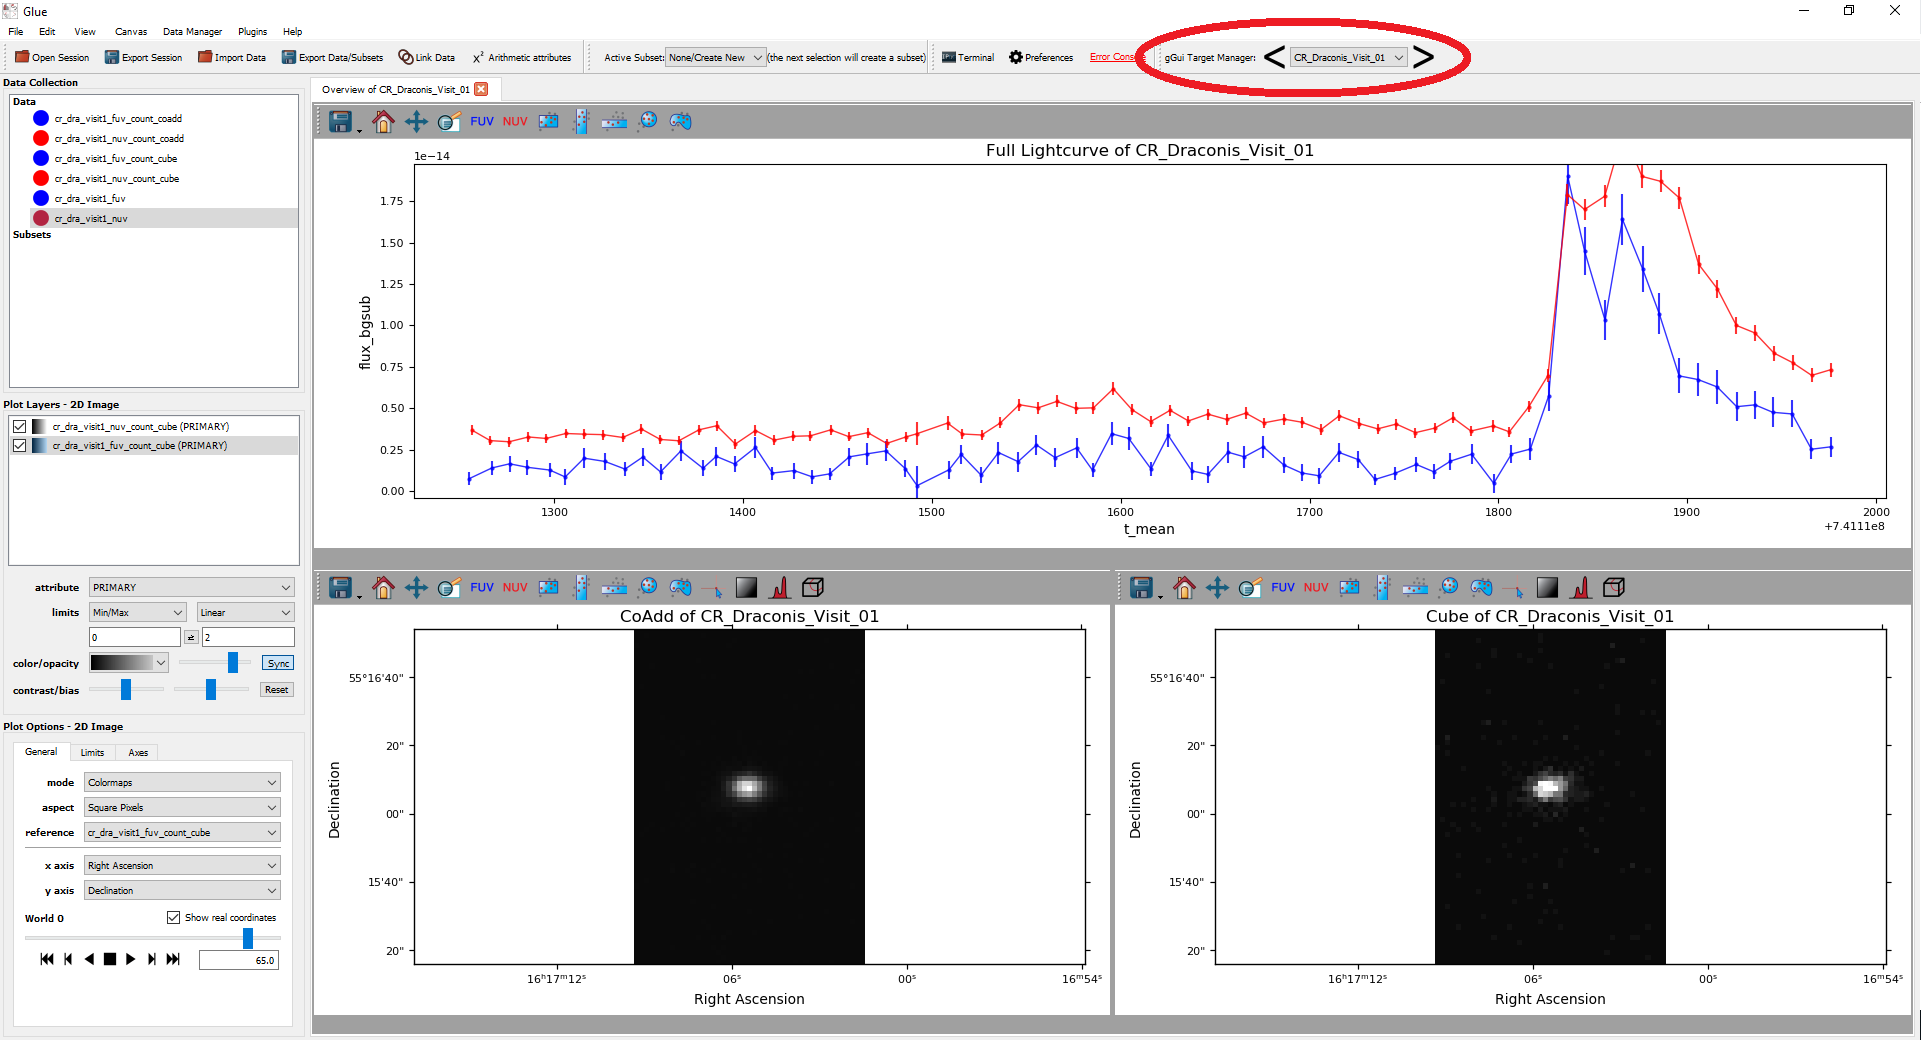 Glue
File Edit View Canvas Data Manager Plugins Help
Open Session Export Session Import Data Export Data/Subsets Link Data x² Arithmetic attributes Active Subset: None/Create New (the next selection will create a subset) Terminal Preferences Error Conso gGui Target Manager: < CR_Draconis_Visit_01 >
Data Collection
Data
cr_dra_visit1_fuv_count_coadd
cr_dra_visit1_nuv_count_coadd
cr_dra_visit1_fuv_count_cube
cr_dra_visit1_nuv_count_cube
cr_dra_visit1_fuv
cr_dra_visit1_nuv
Subsets
Plot Layers - 2D Image
cr_dra_visit1_nuv_count_cube (PRIMARY)
cr_dra_visit1_fuv_count_cube (PRIMARY)
attribute PRIMARY
limits Min/Max Linear
0 ⇄ 2
color/opacity Sync
contrast/bias Reset
Plot Options - 2D Image
General Limits Axes
mode Colormaps
aspect Square Pixels
reference cr_dra_visit1_fuv_count_cube
x axis Right Ascension
y axis Declination
World 0 Show real coordinates
65.0
Overview of CR_Draconis_Visit_01
FUV NUV
Full Lightcurve of CR_Draconis_Visit_01
1e−14
1.75
1.50
1.25
1.00
0.75
0.50
0.25
0.00
flux_bgsub
1300 1400 1500 1600 1700 1800 1900 2000
t_mean
+7.4111e8
FUV NUV
CoAdd of CR_Draconis_Visit_01
55°16'40"
20"
00"
15'40"
20"
Declination
16ʰ17ᵐ12ˢ 06ˢ 00ˢ 16ᵐ54ˢ
Right Ascension
FUV NUV
Cube of CR_Draconis_Visit_01
55°16'40"
20"
00"
15'40"
20"
Declination
16ʰ17ᵐ12ˢ 06ˢ 00ˢ 16ᵐ54ˢ
Right Ascension